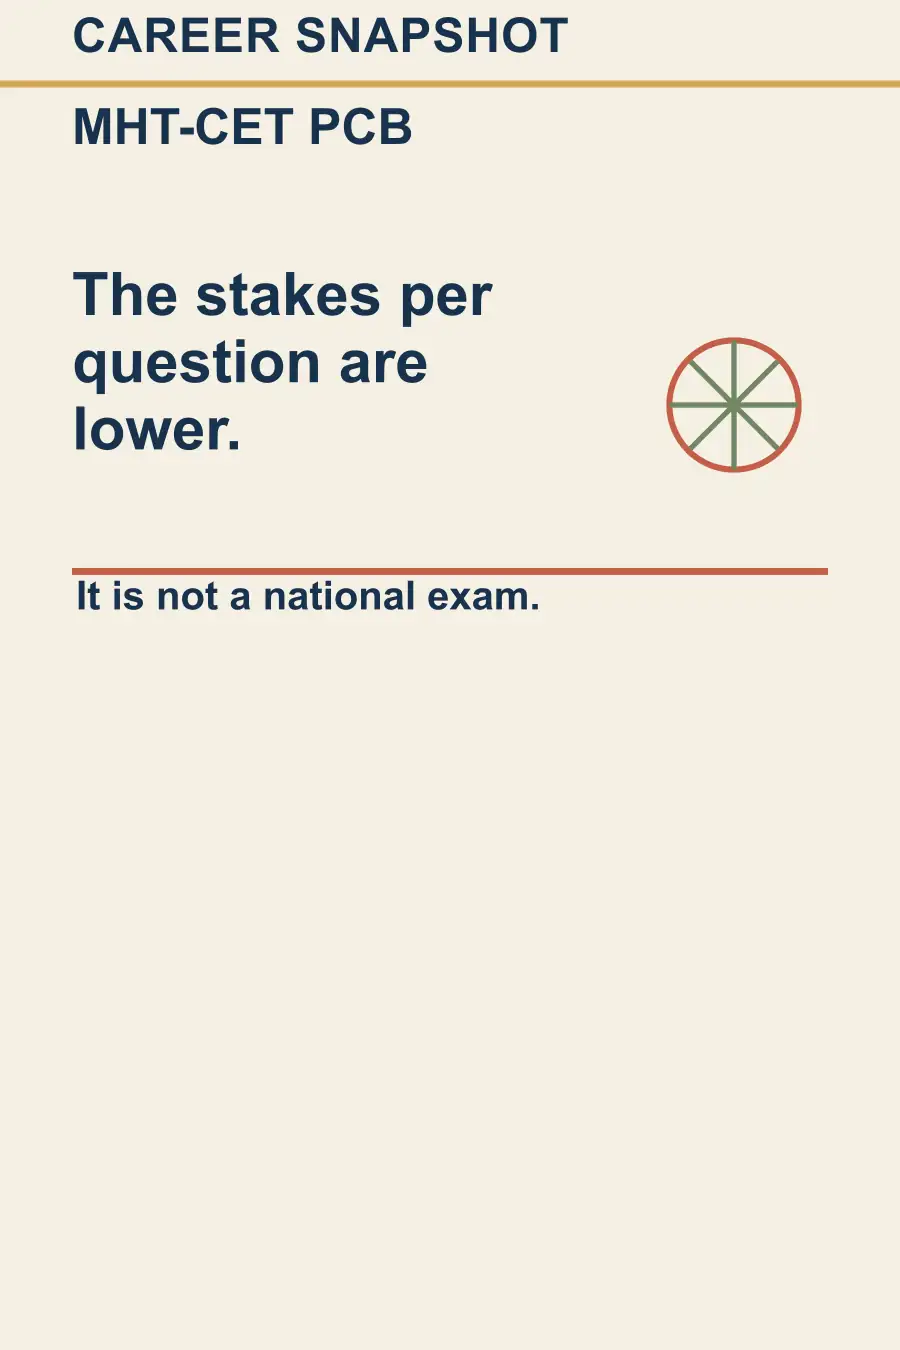 CAREER SNAPSHOT
MHT-CET PCB
The stakes per
question are
lower.
It is not a national exam.